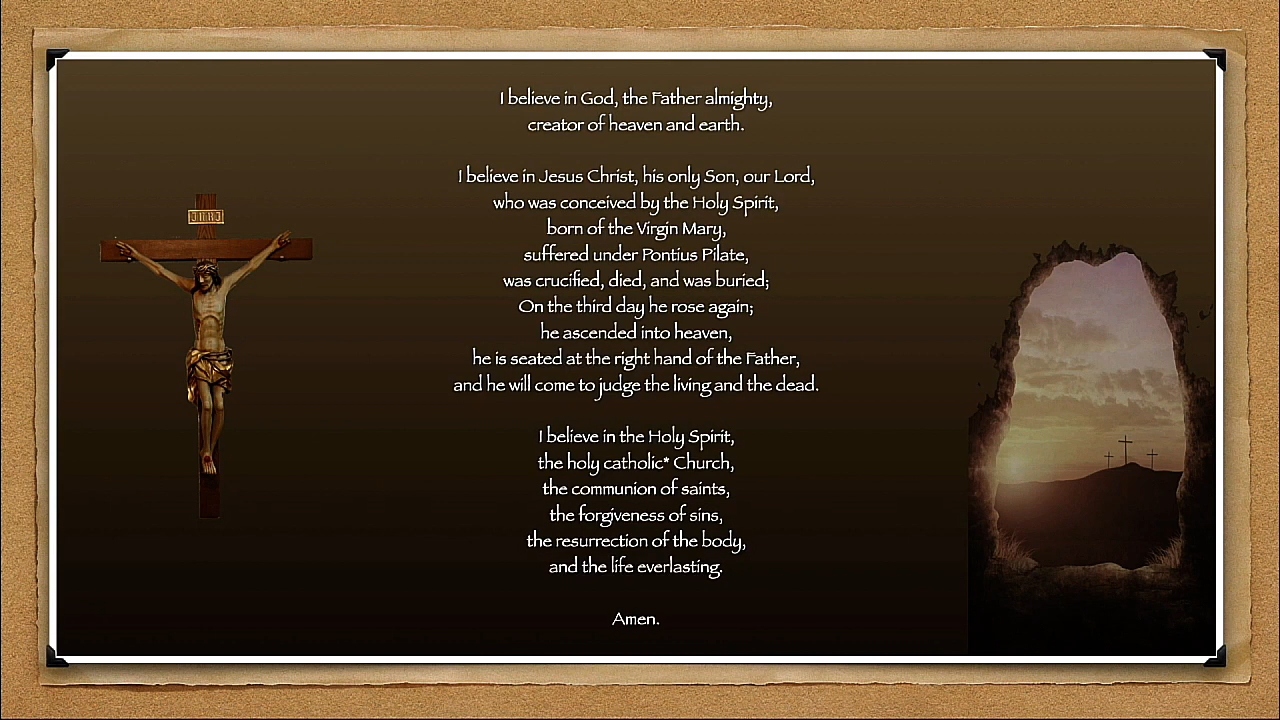 INRI
I believe in God, the Father almighty,
creator of heaven and earth.
I believe in Jesus Christ, his only Son, our Lord,
who was conceived by the Holy Spirit,
born of the Virgin Mary,
suffered under Pontius Pilate,
was crucified, died, and was buried;
On the third day he rose again;
he ascended into heaven,
he is seated at the right hand of the Father,
and he will come to judge the living and the dead.
I believe in the Holy Spirit,
the holy catholic* Church,
the communion of saints,
the forgiveness of sins,
the resurrection of the body,
and the life everlasting.
Amen.